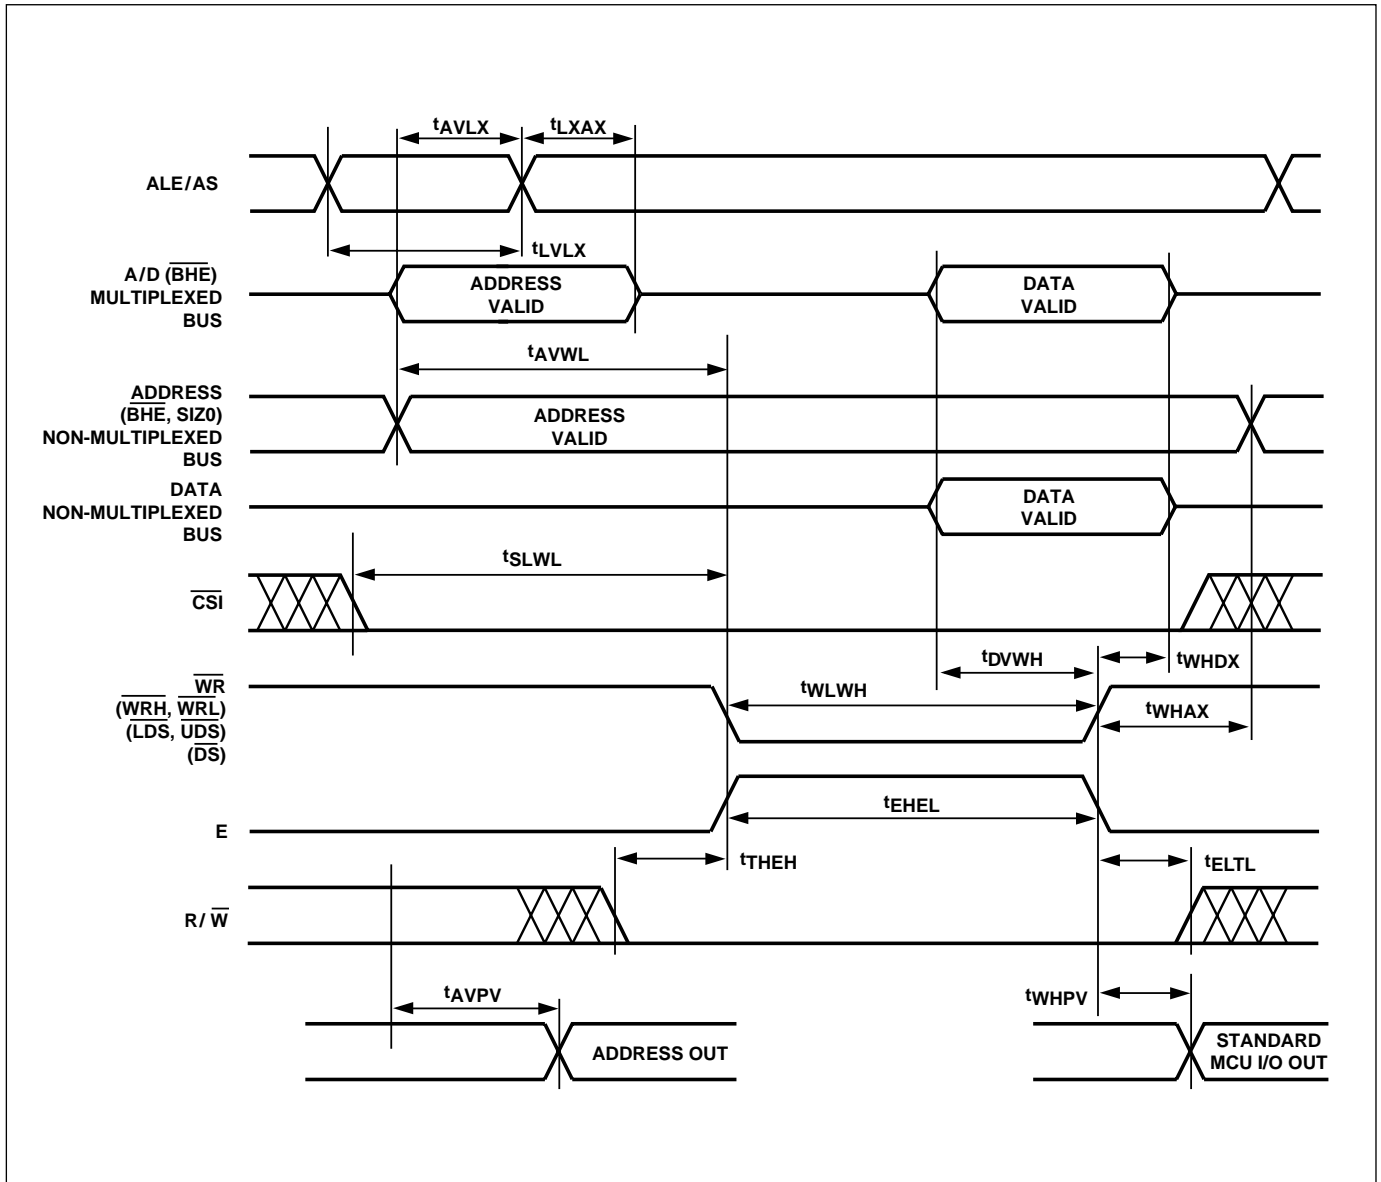 tAVLX
tLXAX
ALE/AS
tLVLX
A/D (BHE)
MULTIPLEXED
BUS
ADDRESS
VALID
DATA
VALID
tAVWL
ADDRESS
(BHE, SIZ0)
NON-MULTIPLEXED
BUS
ADDRESS
VALID
DATA
NON-MULTIPLEXED
BUS
DATA
VALID
tSLWL
CSI
tDVWH
tWHDX
WR
(WRH, WRL)
(LDS, UDS)
(DS)
tWLWH
tWHAX
tEHEL
E
tTHEH
tELTL
R/ W
tAVPV
tWHPV
ADDRESS OUT
STANDARD
MCU I/O OUT